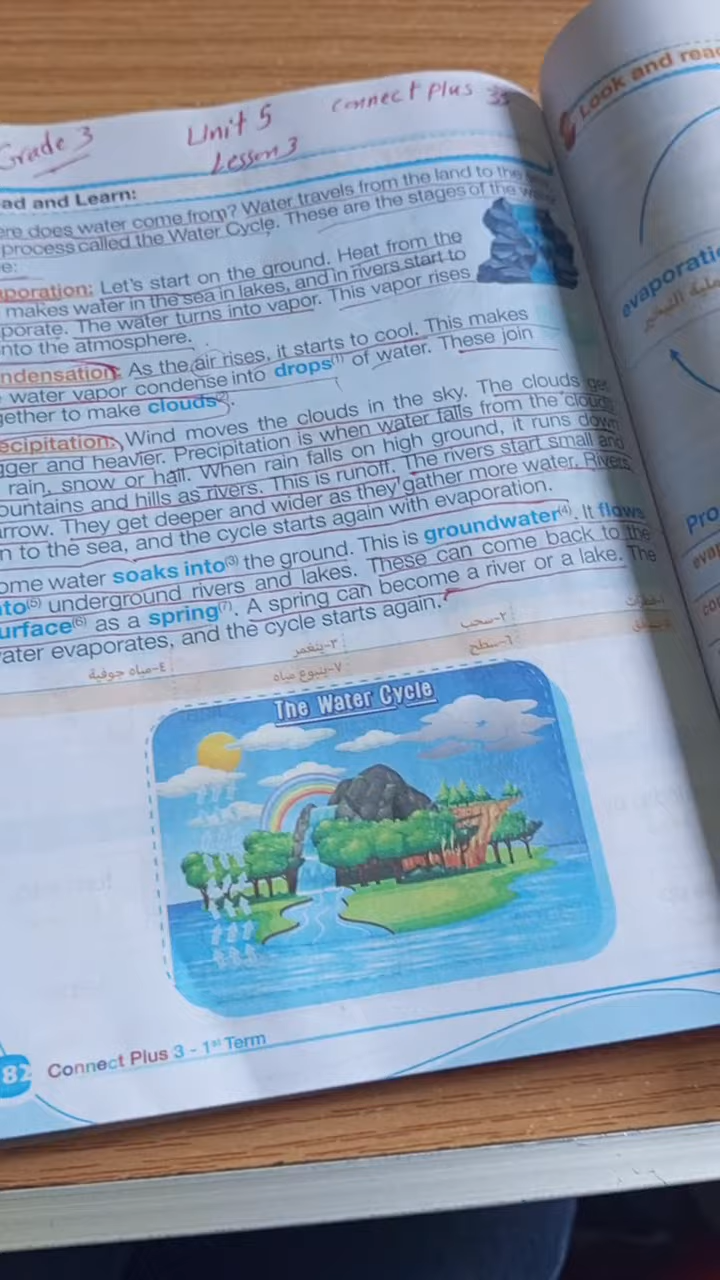 Grade 3 Unit 5 Connect Plus
Lesson 3
ad and Learn:
ere does water come from? Water travels from the land to the
process called the Water Cycle. These are the stages of the
e:
poration: Let's start on the ground. Heat from the
makes water in the sea in lakes, and in rivers start to
porate. The water turns into vapor. This vapor rises
nto the atmosphere.
ndensation: As the air rises, it starts to cool. This makes
water vapor condense into drops(1) of water. These join
gether to make clouds(2).
ecipitation: Wind moves the clouds in the sky. The clouds get
gger and heavier. Precipitation is when water falls from the clouds
rain, snow or hail. When rain falls on high ground, it runs down
ountains and hills as rivers. This is runoff. The rivers start small and
rrow. They get deeper and wider as they gather more water. Rivers
n to the sea, and the cycle starts again with evaporation.
ome water soaks into(3) the ground. This is groundwater(4). It flows
to(5) underground rivers and lakes. These can come back to the
urface(6) as a spring(7). A spring can become a river or a lake. The
ater evaporates, and the cycle starts again.
٢-سحب ٣-ينغمر ٤-مياه جوفية
٦-سطح ٧-ينبوع مياه
The Water Cycle
82 Connect Plus 3 - 1st Term
Look and read
evaporati
عملية التبخير
Pro
eva
co